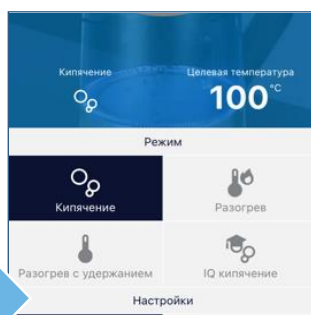 Кипячение Целевая температура
100 °C
Режим
Кипячение Разогрев
Разогрев с удержанием IQ кипячение
Настройки